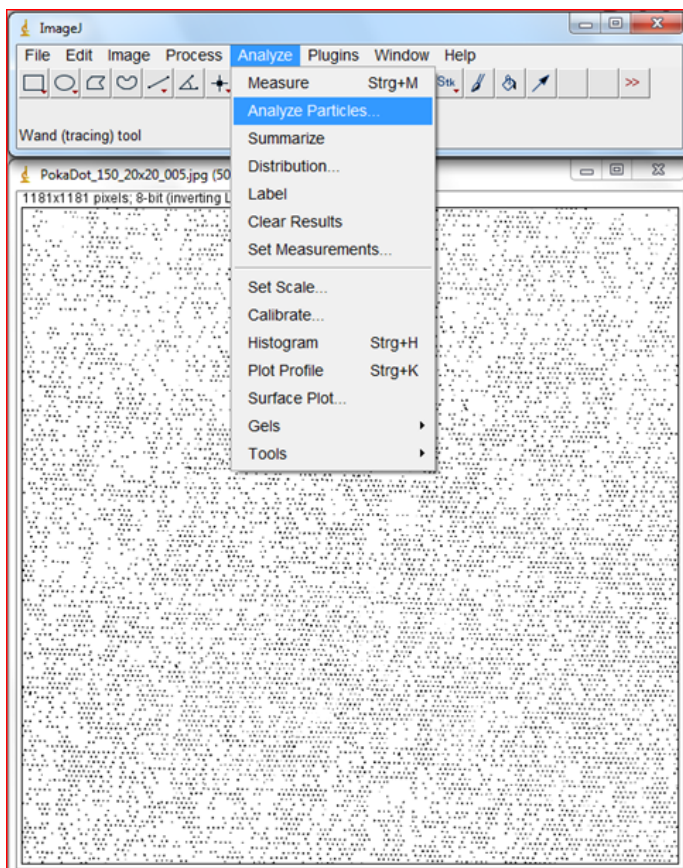 ImageJ
File Edit Image Process Analyze Plugins Window Help
Stk >>
Wand (tracing) tool
Measure Strg+M
Analyze Particles...
Summarize
Distribution...
Label
Clear Results
Set Measurements...
Set Scale...
Calibrate...
Histogram Strg+H
Plot Profile Strg+K
Surface Plot...
Gels
Tools
PokaDot_150_20x20_005.jpg (50
1181x1181 pixels; 8-bit (inverting L